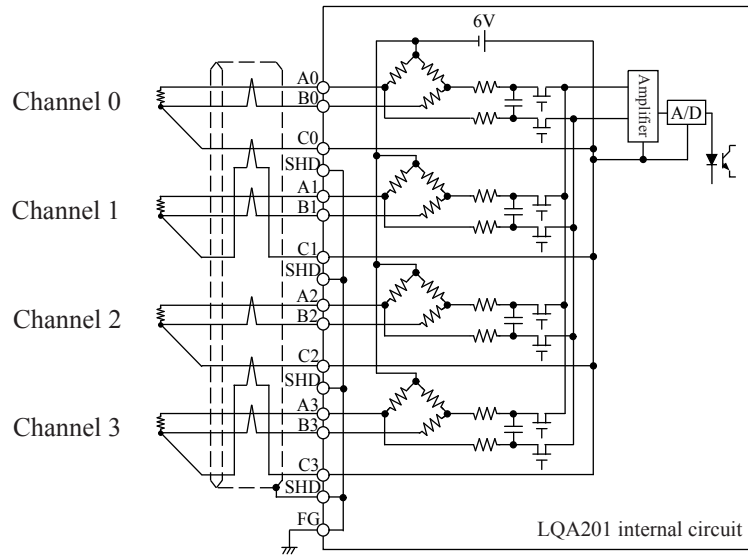 6V
Channel 0
A0
B0
C0
SHD
Amplifier
A/D
Channel 1
A1
B1
C1
SHD
Channel 2
A2
B2
C2
SHD
Channel 3
A3
B3
C3
SHD
FG
LQA201 internal circuit